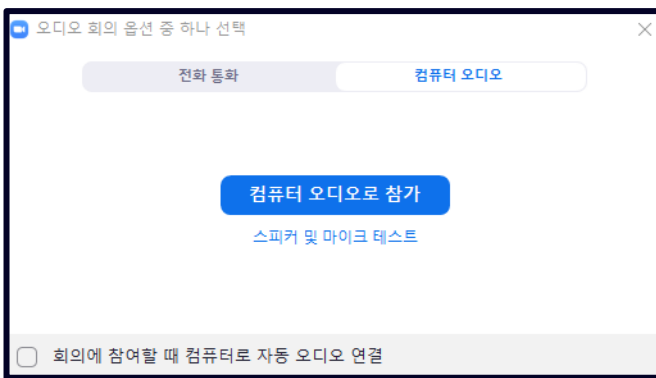 오디오 회의 옵션 중 하나 선택
전화 통화
컴퓨터 오디오
컴퓨터 오디오로 참가
스피커 및 마이크 테스트
회의에 참여할 때 컴퓨터로 자동 오디오 연결